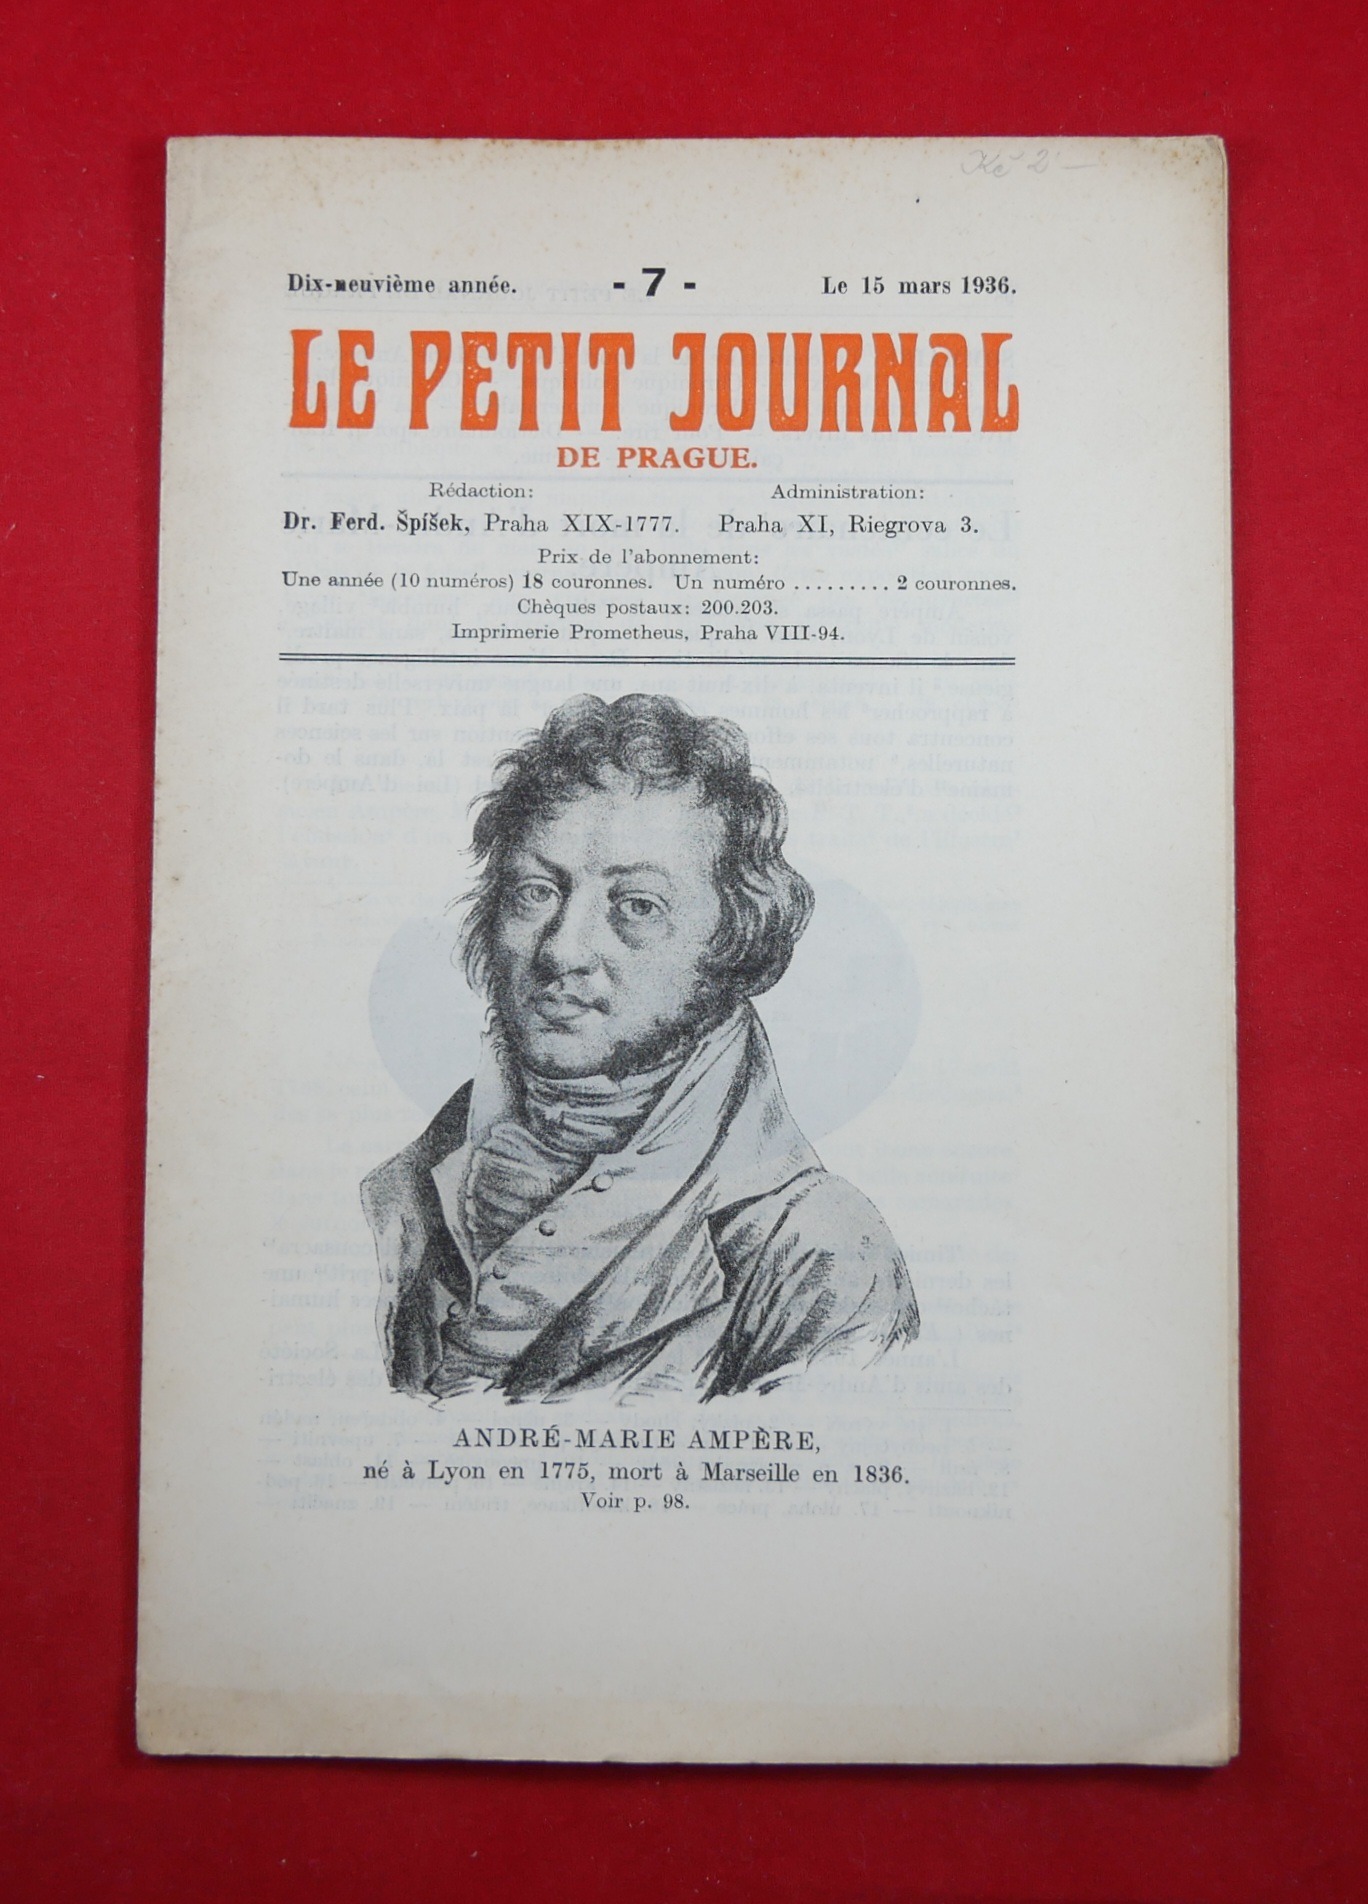 Kč 2 —
Dix-neuvième année. - 7 - Le 15 mars 1936.
LE PETIT JOURNAL
DE PRAGUE.
Rédaction: Administration:
Dr. Ferd. Špíšek, Praha XIX-1777. Praha XI, Riegrova 3.
Prix de l'abonnement:
Une année (10 numéros) 18 couronnes. Un numéro ......... 2 couronnes.
Chèques postaux: 200.203.
Imprimerie Prometheus, Praha VIII-94.
ANDRÉ-MARIE AMPÈRE,
né à Lyon en 1775, mort à Marseille en 1836.
Voir p. 98.